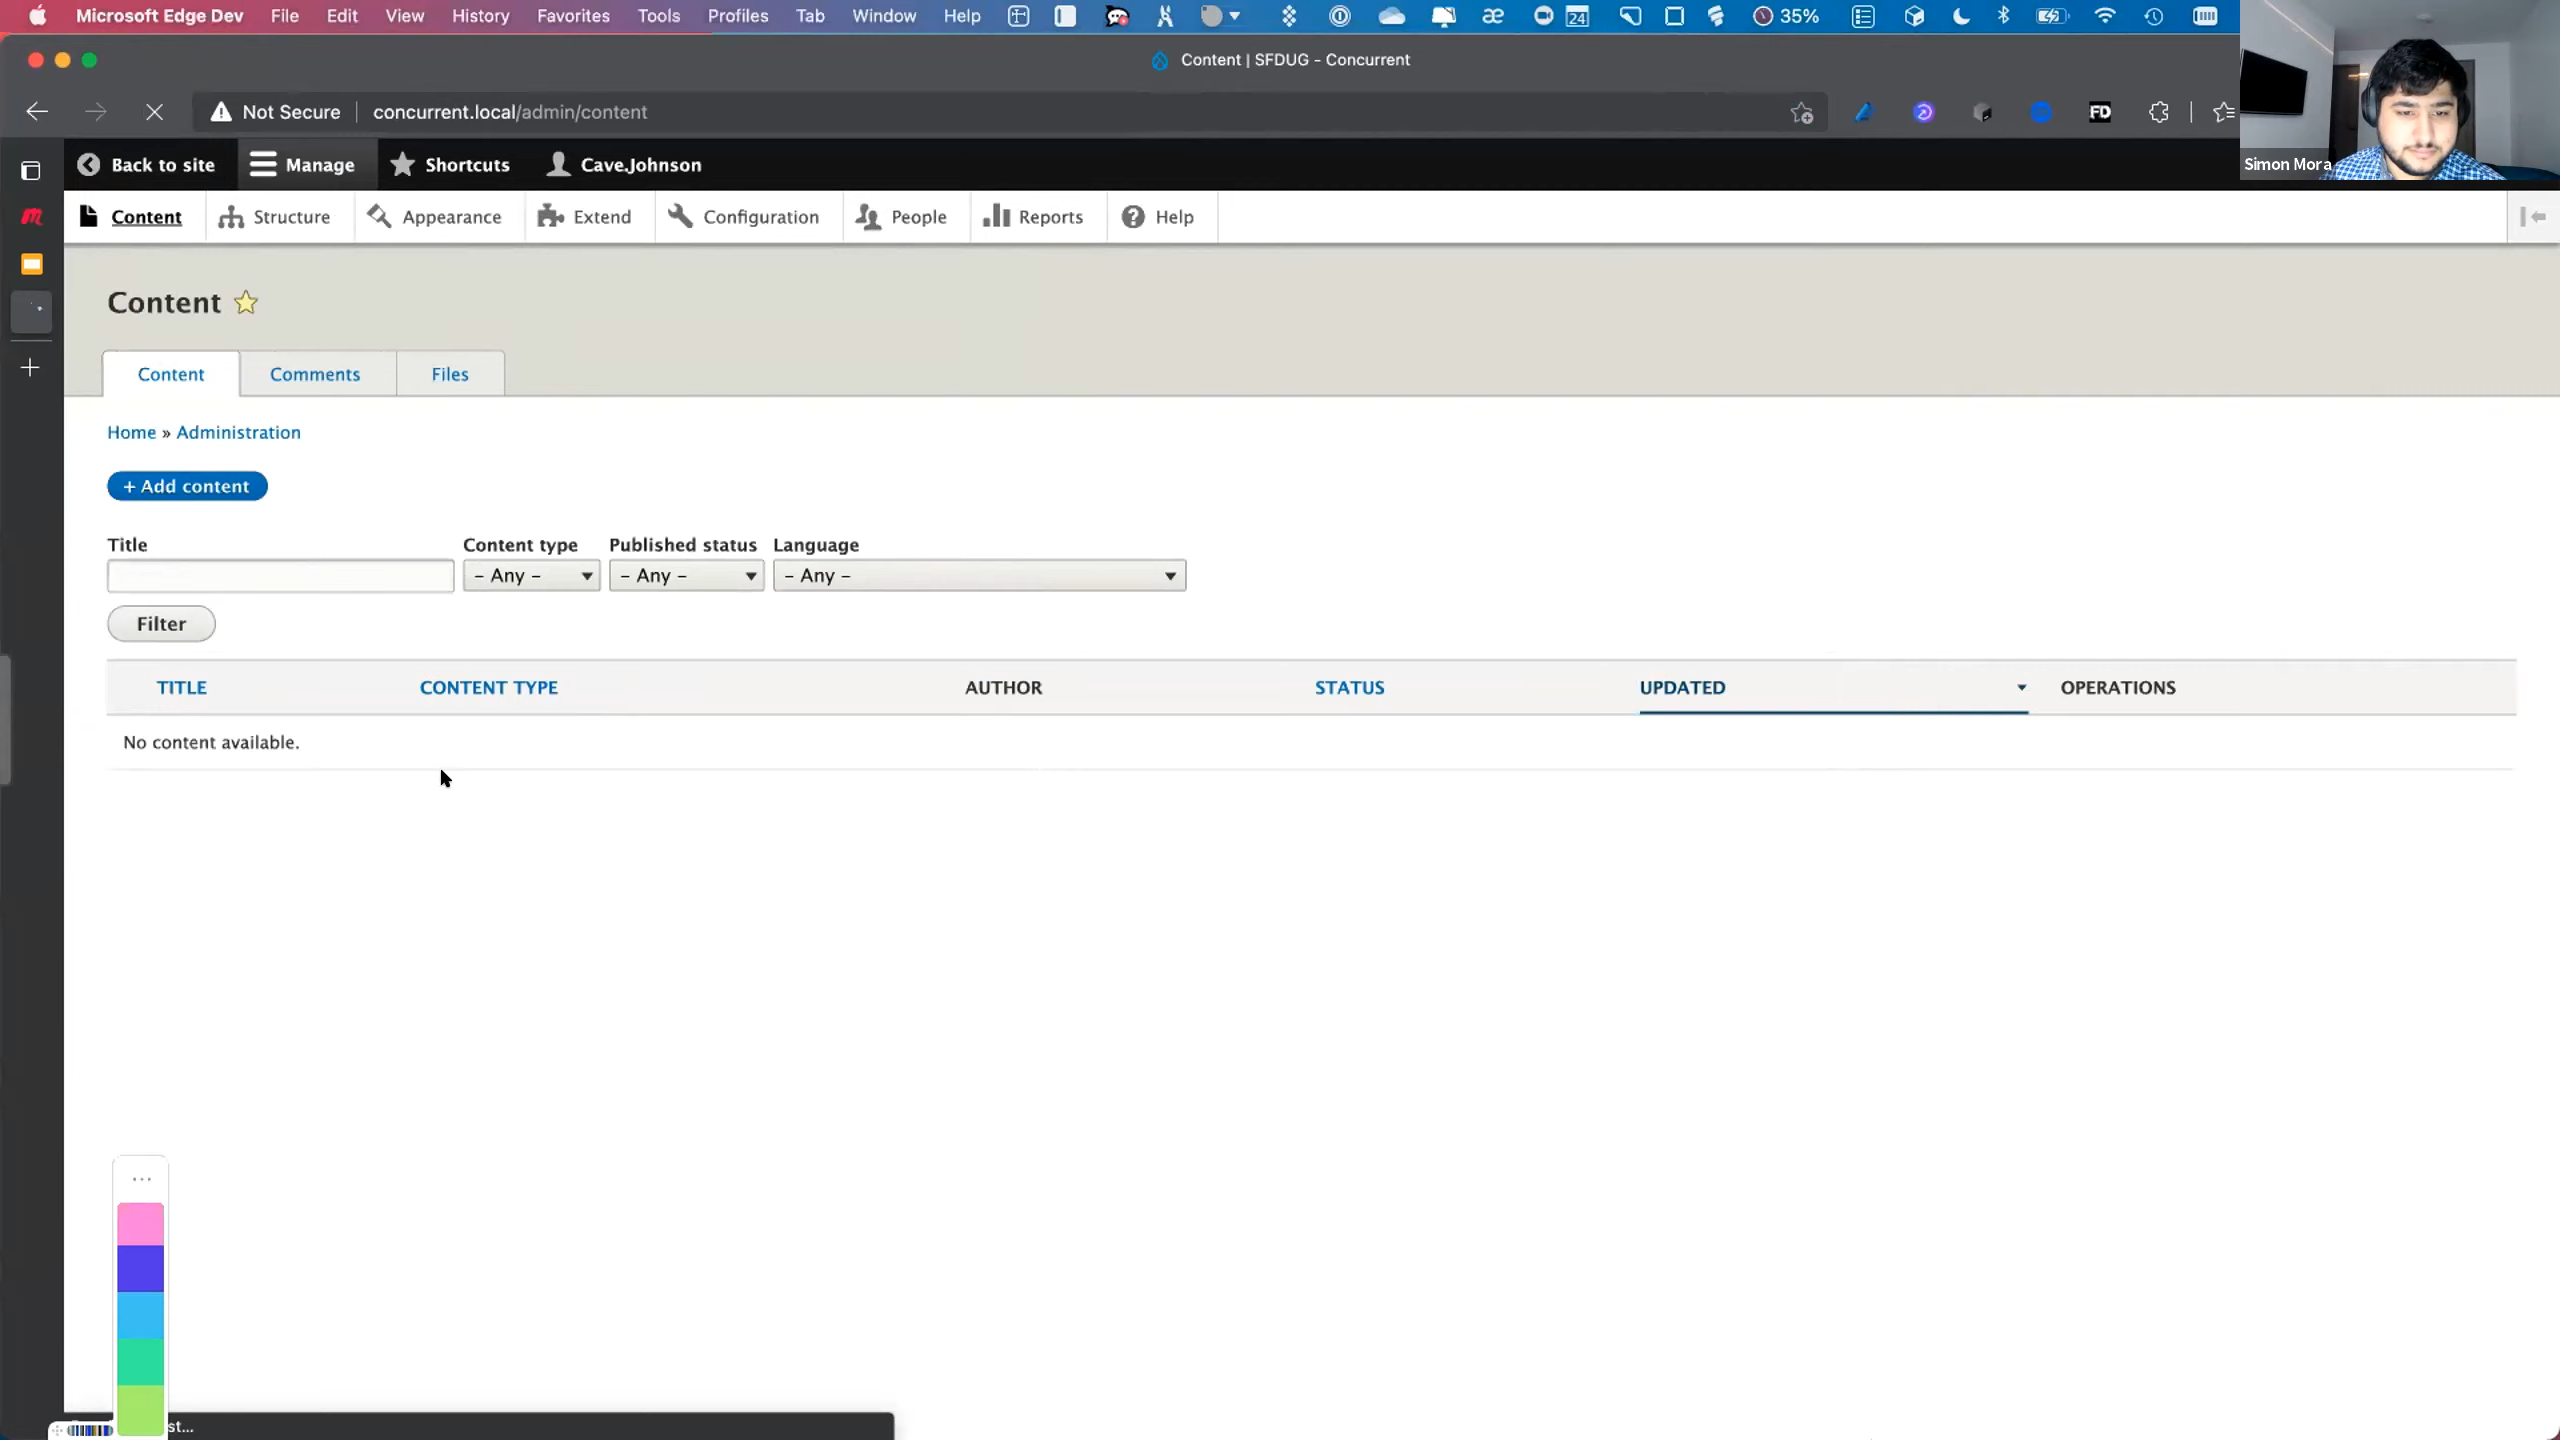 Microsoft Edge Dev File Edit View History Favorites Tools Profiles Tab Window Help æ 24 35%
Content | SFDUG - Concurrent
Not Secure concurrent.local/admin/content FD
Back to site Manage Shortcuts Cave.Johnson
Simon Mora
Content Structure Appearance Extend Configuration People Reports Help
Content
Content Comments Files
Home » Administration
+ Add content
Title Content type Published status Language
- Any - - Any - - Any -
Filter
TITLE CONTENT TYPE AUTHOR STATUS UPDATED OPERATIONS
No content available.
st...